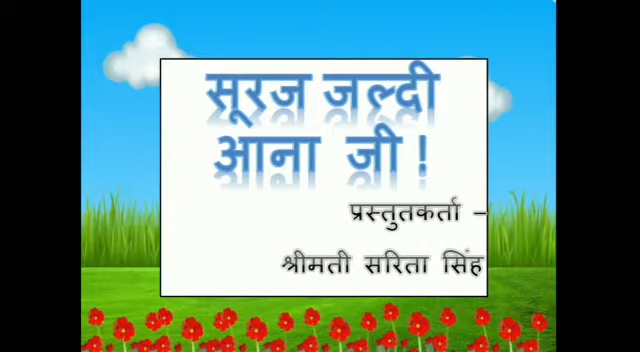 सूरज जल्दी
आना जी !
प्रस्तुतकर्ता –
श्रीमती सरिता सिंह